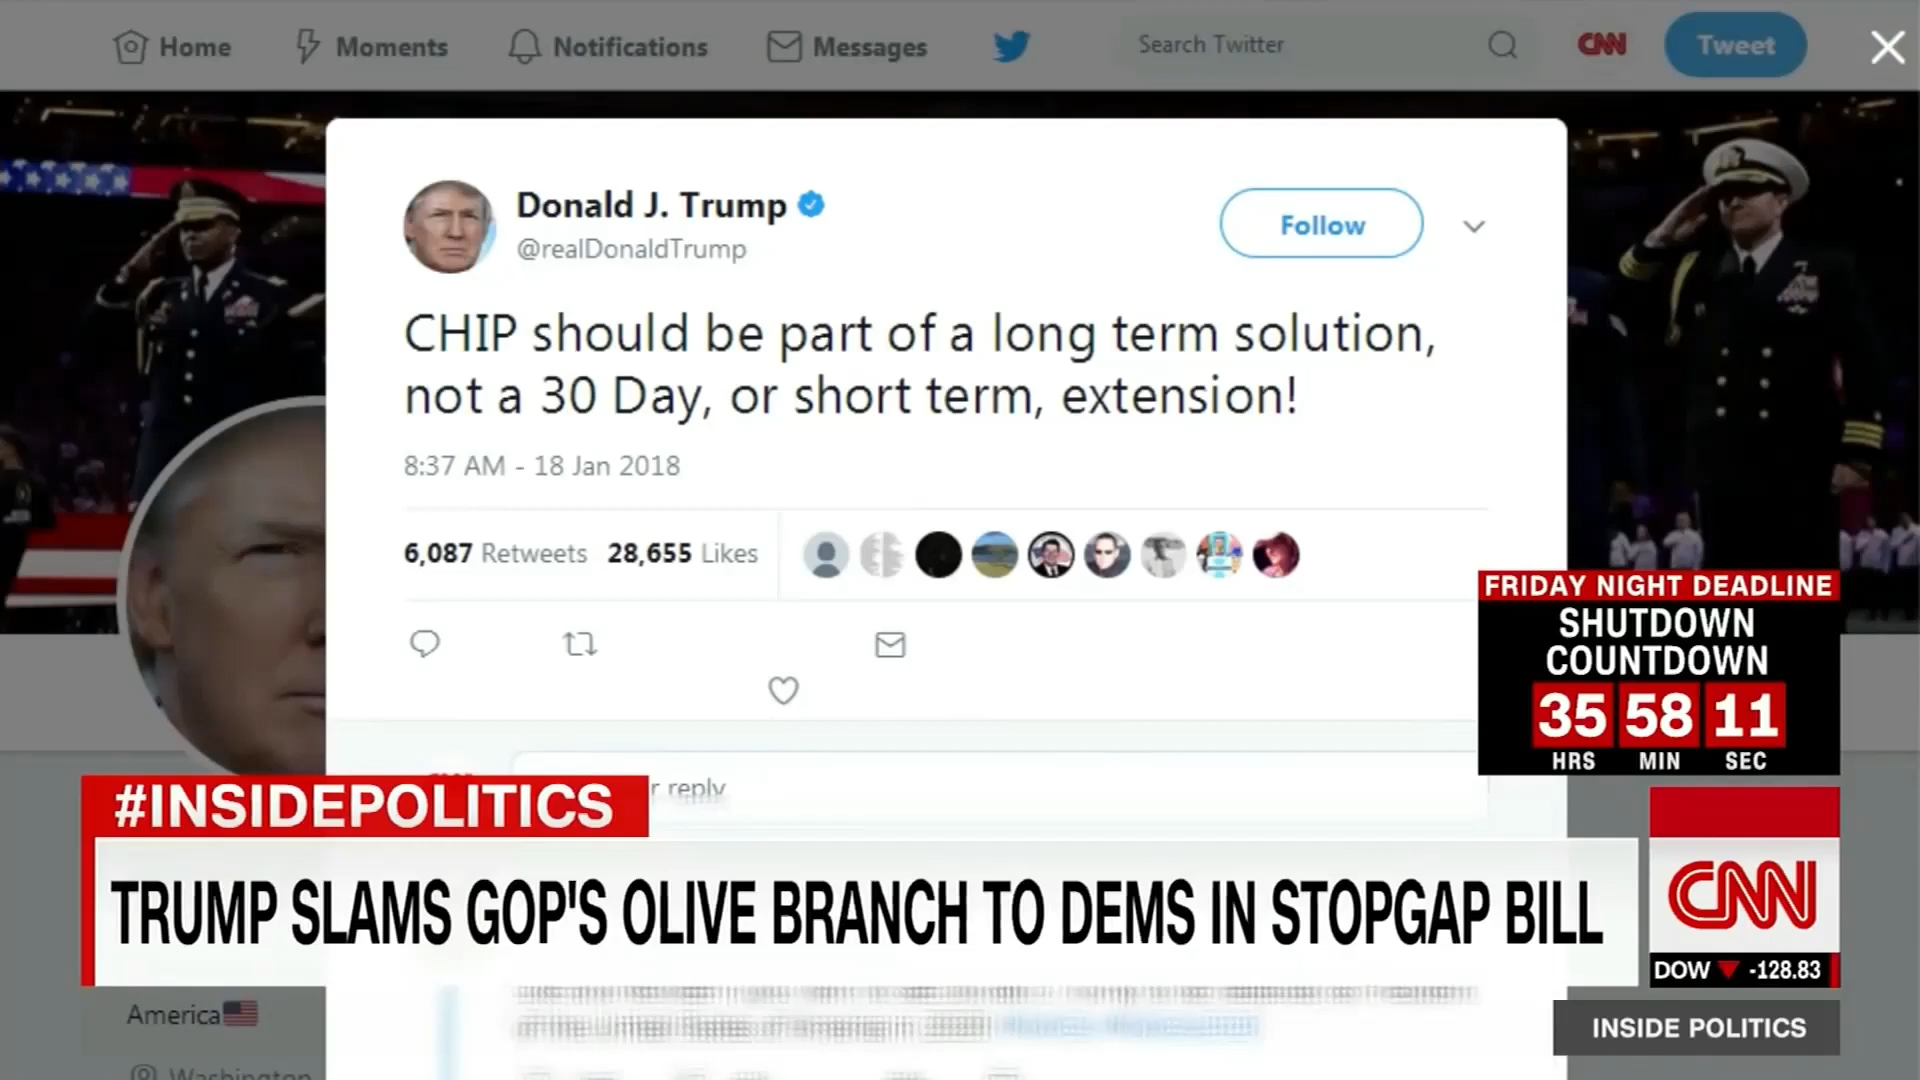 Home Moments Notifications Messages Search Twitter CNN Tweet
Donald J. Trump
@realDonaldTrump
Follow
CHIP should be part of a long term solution,
not a 30 Day, or short term, extension!
8:37 AM - 18 Jan 2018
6,087 Retweets 28,655 Likes
FRIDAY NIGHT DEADLINE
SHUTDOWN
COUNTDOWN
35 58 11
HRS MIN SEC
reply
#INSIDEPOLITICS
TRUMP SLAMS GOP'S OLIVE BRANCH TO DEMS IN STOPGAP BILL
CNN
DOW -128.83
America
INSIDE POLITICS
Washington